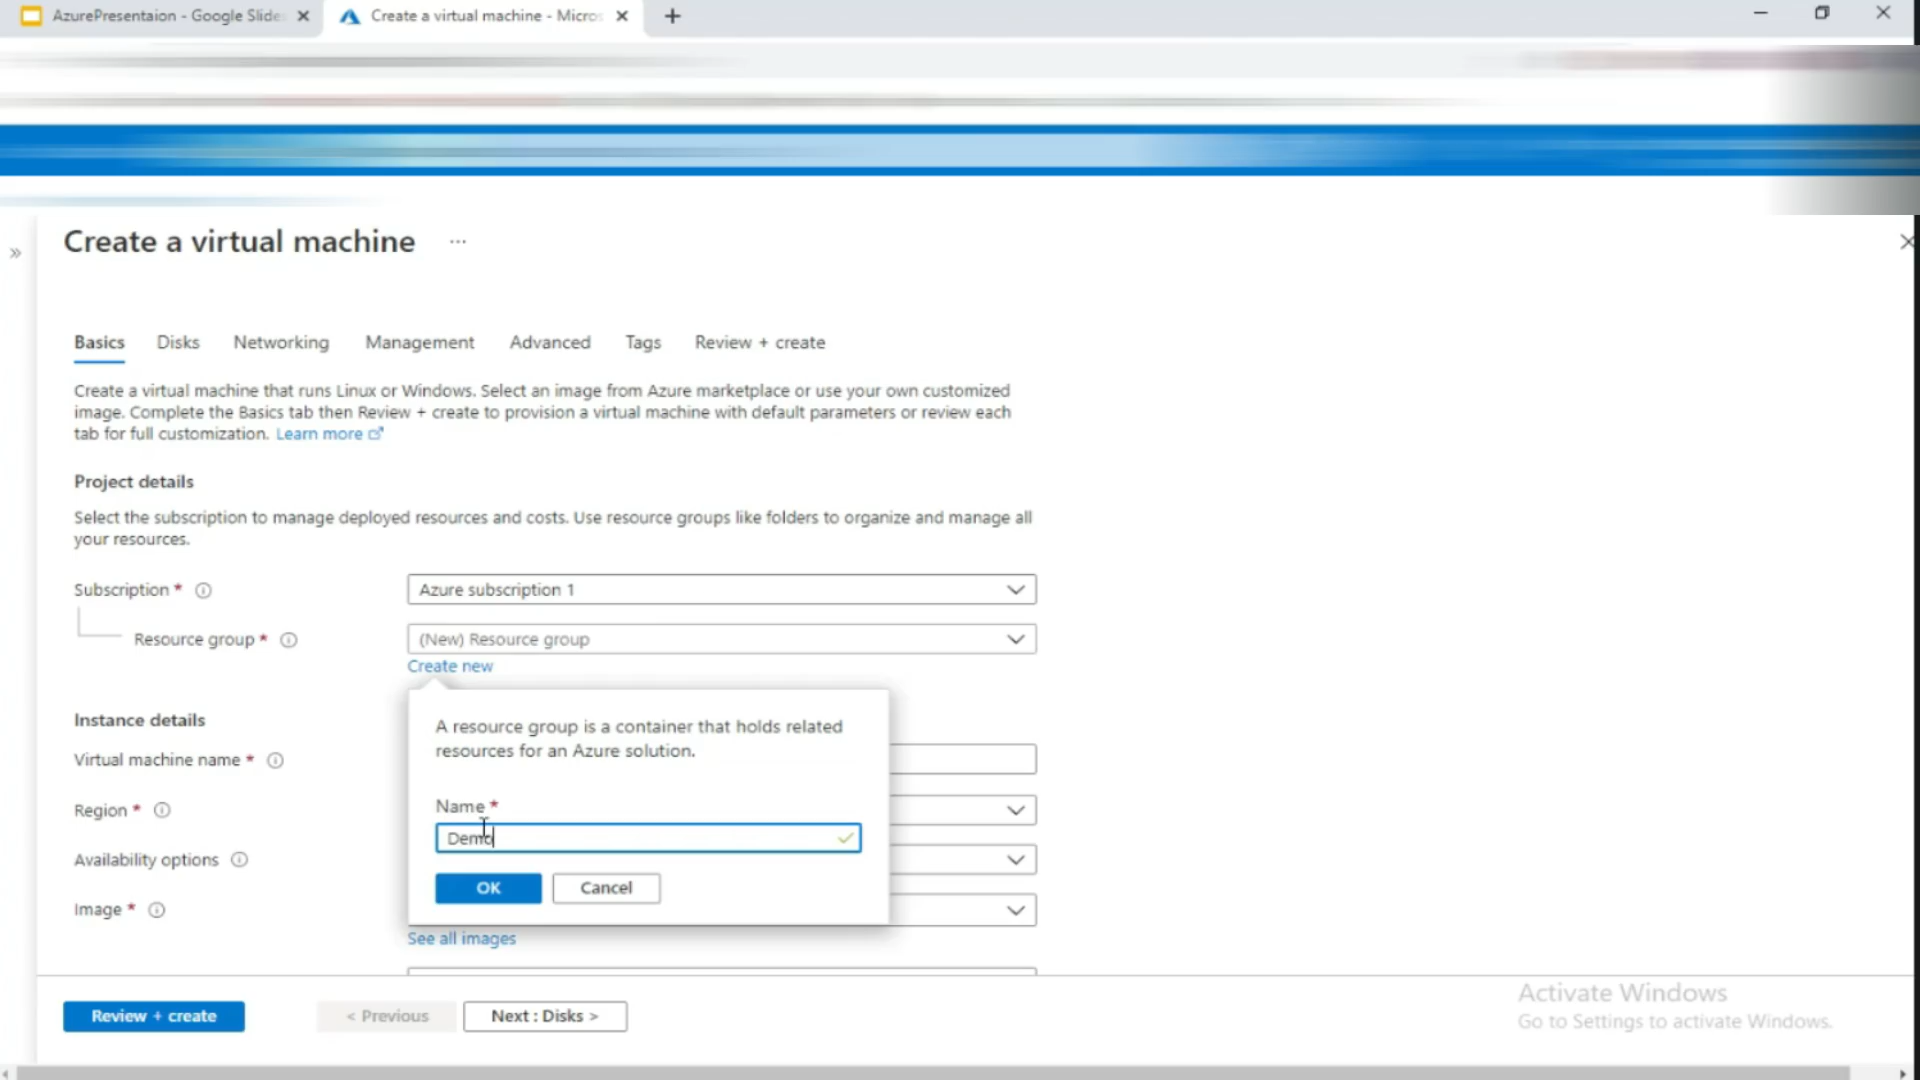 AzurePresentaion - Google Slides
Create a virtual machine - Micros
Create a virtual machine ...
Basics Disks Networking Management Advanced Tags Review + create
Create a virtual machine that runs Linux or Windows. Select an image from Azure marketplace or use your own customized
image. Complete the Basics tab then Review + create to provision a virtual machine with default parameters or review each
tab for full customization. Learn more
Project details
Select the subscription to manage deployed resources and costs. Use resource groups like folders to organize and manage all
your resources.
Subscription * Azure subscription 1
Resource group * (New) Resource group
Create new
A resource group is a container that holds related
resources for an Azure solution.
Name *
Demo
OK Cancel
Instance details
Virtual machine name *
Region *
Availability options
Image *
See all images
Review + create < Previous Next : Disks >
Activate Windows
Go to Settings to activate Windows.